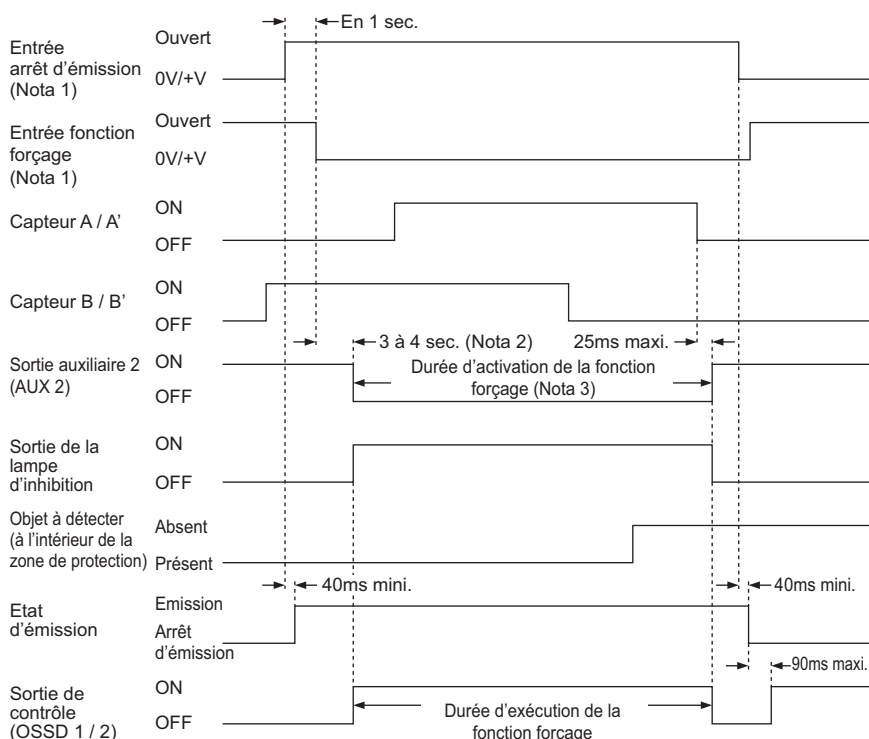 En 1 sec.
Entrée
arrêt d'émission
(Nota 1)
Ouvert
0V/+V
Entrée fonction
forçage
(Nota 1)
Ouvert
0V/+V
Capteur A / A'
ON
OFF
Capteur B / B'
ON
OFF
3 à 4 sec. (Nota 2)
25ms maxi.
Sortie auxiliaire 2
(AUX 2)
ON
OFF
Durée d'activation de la fonction
forçage (Nota 3)
Sortie de la
lampe
d'inhibition
ON
OFF
Objet à détecter
(à l'intérieur de la
zone de protection)
Absent
Présent
40ms mini.
40ms mini.
Etat
d'émission
Emission
Arrêt
d'émission
90ms maxi.
Sortie de
contrôle
(OSSD 1 / 2)
ON
OFF
Durée d'exécution de la
fonction forçage